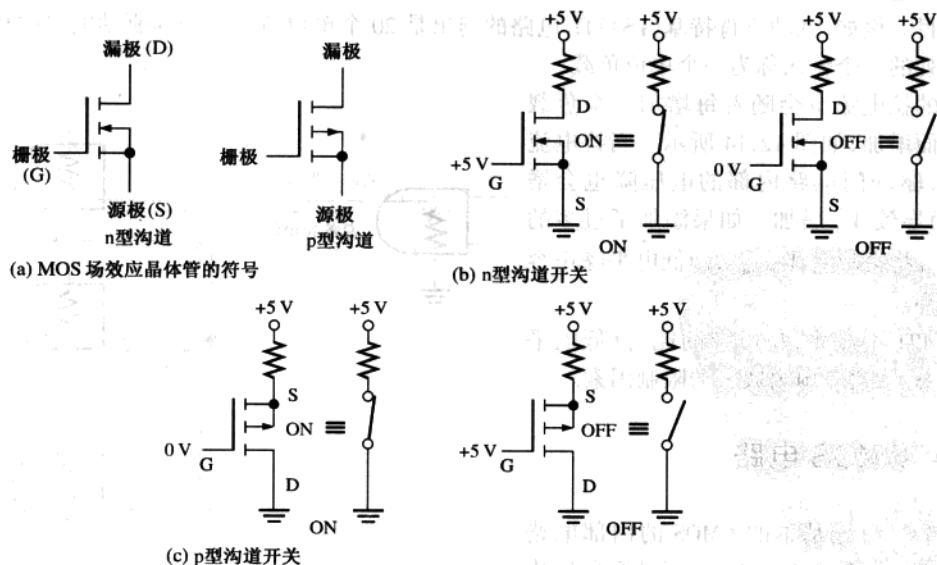 漏极(D)
栅极
(G)
源极(S)
n型沟道
漏极
栅极
源极
p型沟道
(a) MOS 场效应晶体管的符号
+5 V
+5 V
D
ON
≡
+5 V
G
S
ON
+5 V
+5 V
D
OFF
≡
0 V
G
S
OFF
(b) n型沟道开关
+5 V
+5 V
S
ON
≡
0 V
G
D
ON
+5 V
+5 V
S
OFF
≡
+5 V
G
D
OFF
(c) p型沟道开关